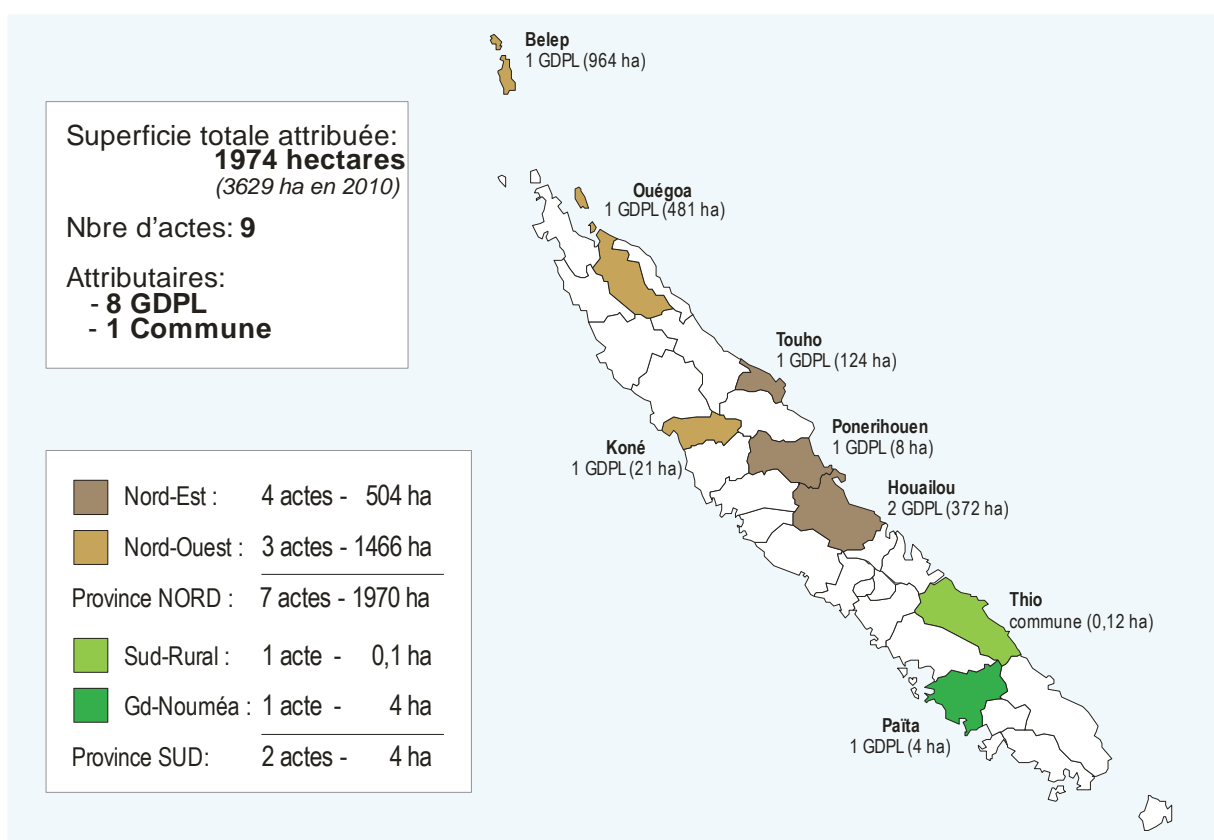 Superficie totale attribuée:
1974 hectares
(3629 ha en 2010)
Nbre d'actes: 9
Attributaires:
- 8 GDPL
- 1 Commune
Belep
1 GDPL (964 ha)
Ouégoa
1 GDPL (481 ha)
Touho
1 GDPL (124 ha)
Ponerihouen
1 GDPL (8 ha)
Koné
1 GDPL (21 ha)
Houailou
2 GDPL (372 ha)
Thio
commune (0,12 ha)
Païta
1 GDPL (4 ha)
Nord-Est : 4 actes - 504 ha
Nord-Ouest : 3 actes - 1466 ha
Province NORD : 7 actes - 1970 ha
Sud-Rural : 1 acte - 0,1 ha
Gd-Nouméa : 1 acte - 4 ha
Province SUD: 2 actes - 4 ha